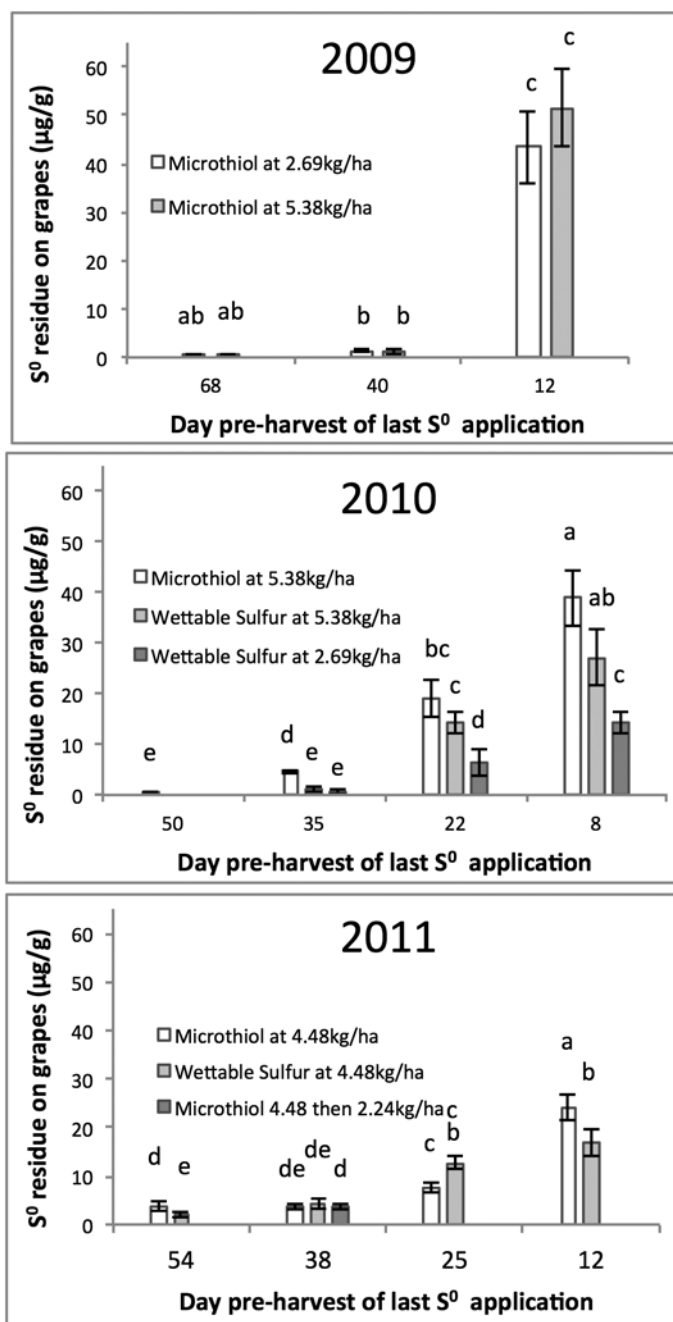 2009
S⁰ residue on grapes (µg/g)
60
50
40
30
20
10
0
Microthiol at 2.69kg/ha
Microthiol at 5.38kg/ha
ab ab
b b
c c
68 40 12
Day pre-harvest of last S⁰ application
2010
S⁰ residue on grapes (µg/g)
60
50
40
30
20
10
0
Microthiol at 5.38kg/ha
Wettable Sulfur at 5.38kg/ha
Wettable Sulfur at 2.69kg/ha
e
d e e
bc c d
a ab c
50 35 22 8
Day pre-harvest of last S⁰ application
2011
S⁰ residue on grapes (µg/g)
60
50
40
30
20
10
0
Microthiol at 4.48kg/ha
Wettable Sulfur at 4.48kg/ha
Microthiol 4.48 then 2.24kg/ha
d e
de de d
c c
b
a b
54 38 25 12
Day pre-harvest of last S⁰ application